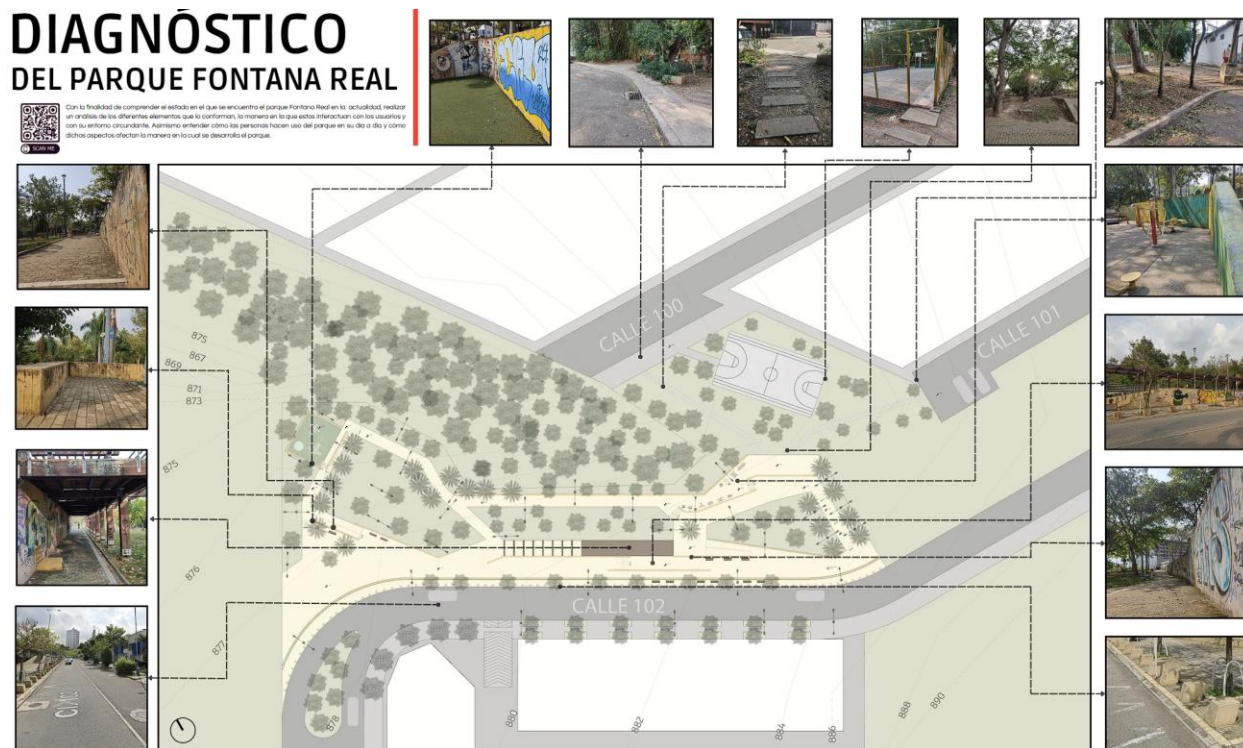 DIAGNÓSTICO
DEL PARQUE FONTANA REAL
Con la finalidad de comprender el estado en el que se encuentra el parque Fontana Real en la actualidad, realizar
un análisis de los diferentes elementos que lo conforman, la manera en la que estos interactúan con los usuarios y
con su entorno circundante. Asimismo entender cómo las personas hacen uso del parque en su día a día y cómo
dichos aspectos afectan la manera en la cual se desarrolla el parque.
SCAN ME
CALLE 100
CALLE 101
875
867
869
871
873
875
876
CALLE 102
877
878
880
882
884
886
888
890